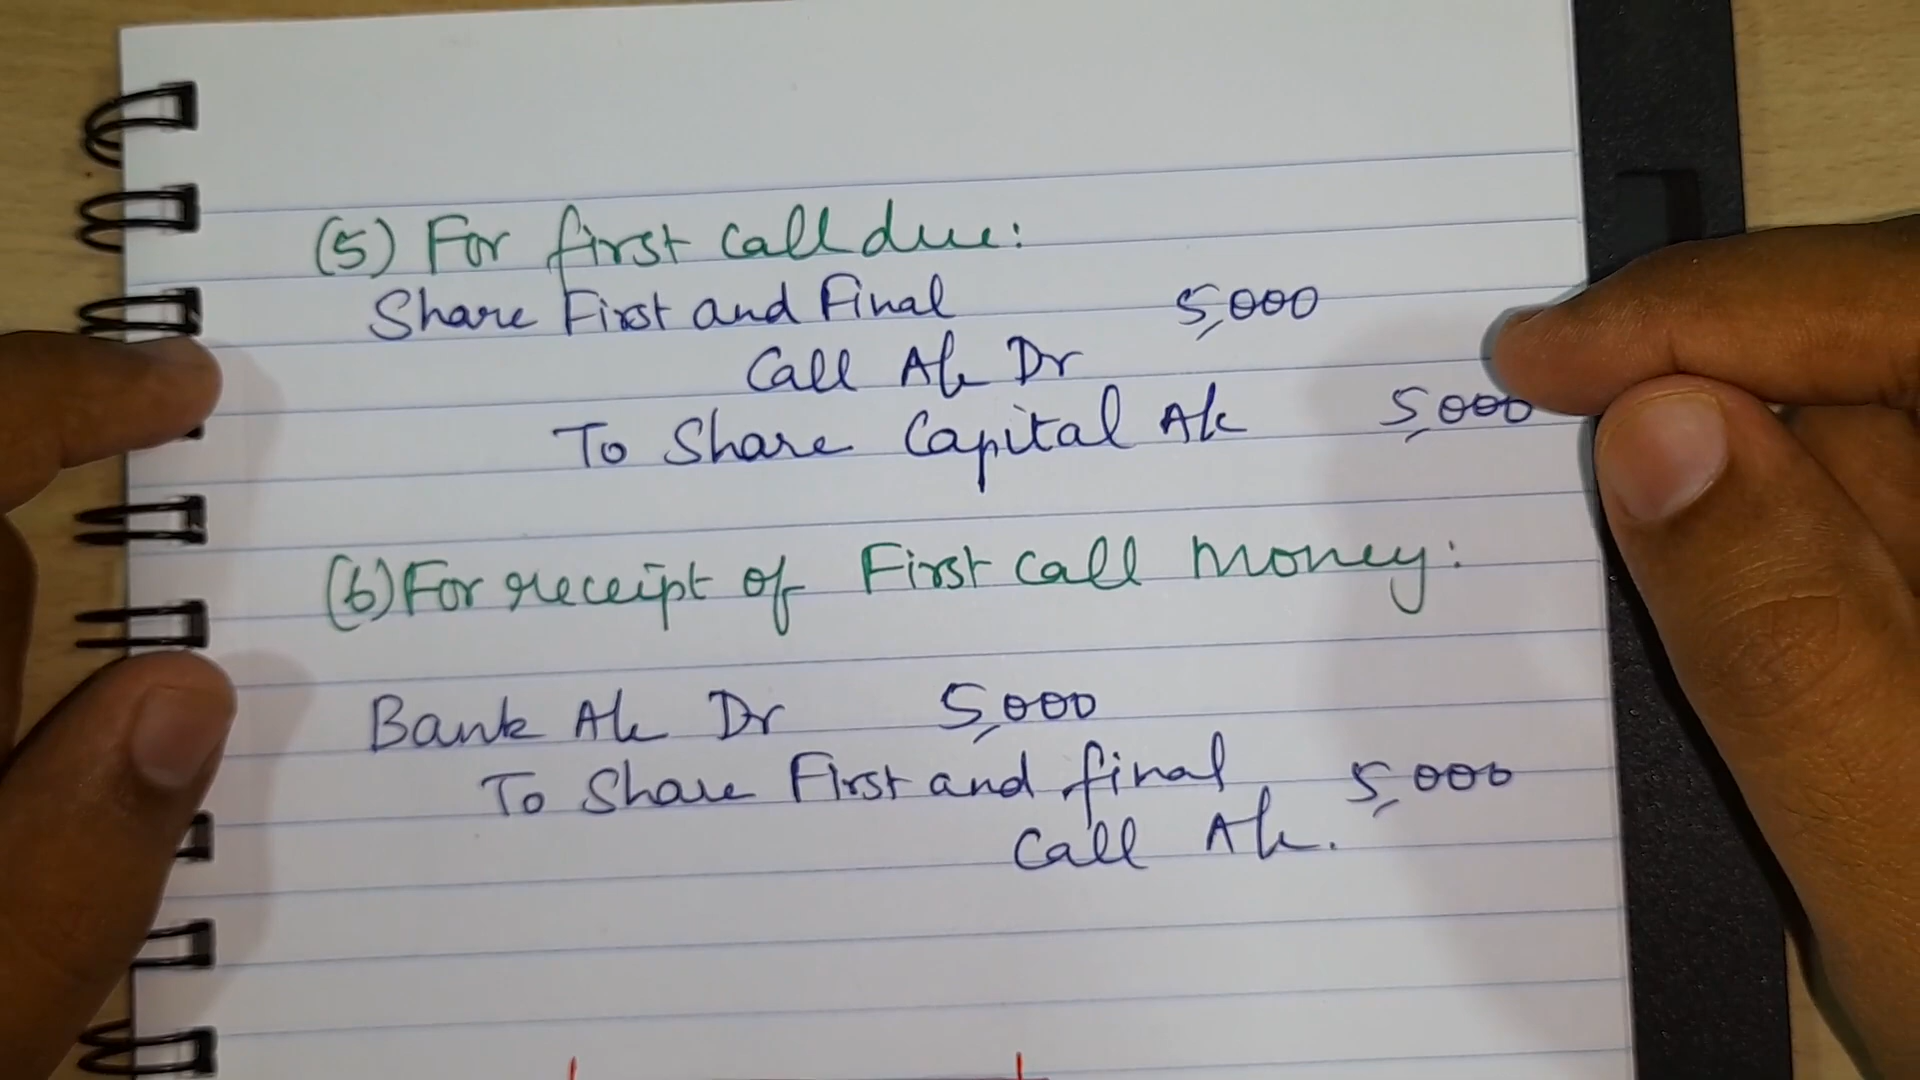 (5) For first call due:
Share First and Final 5,000
Call A/c Dr
To Share Capital A/c 5,000
(6) For receipt of First call money:
Bank A/c Dr 5,000
To Share First and final 5,000
Call A/c.